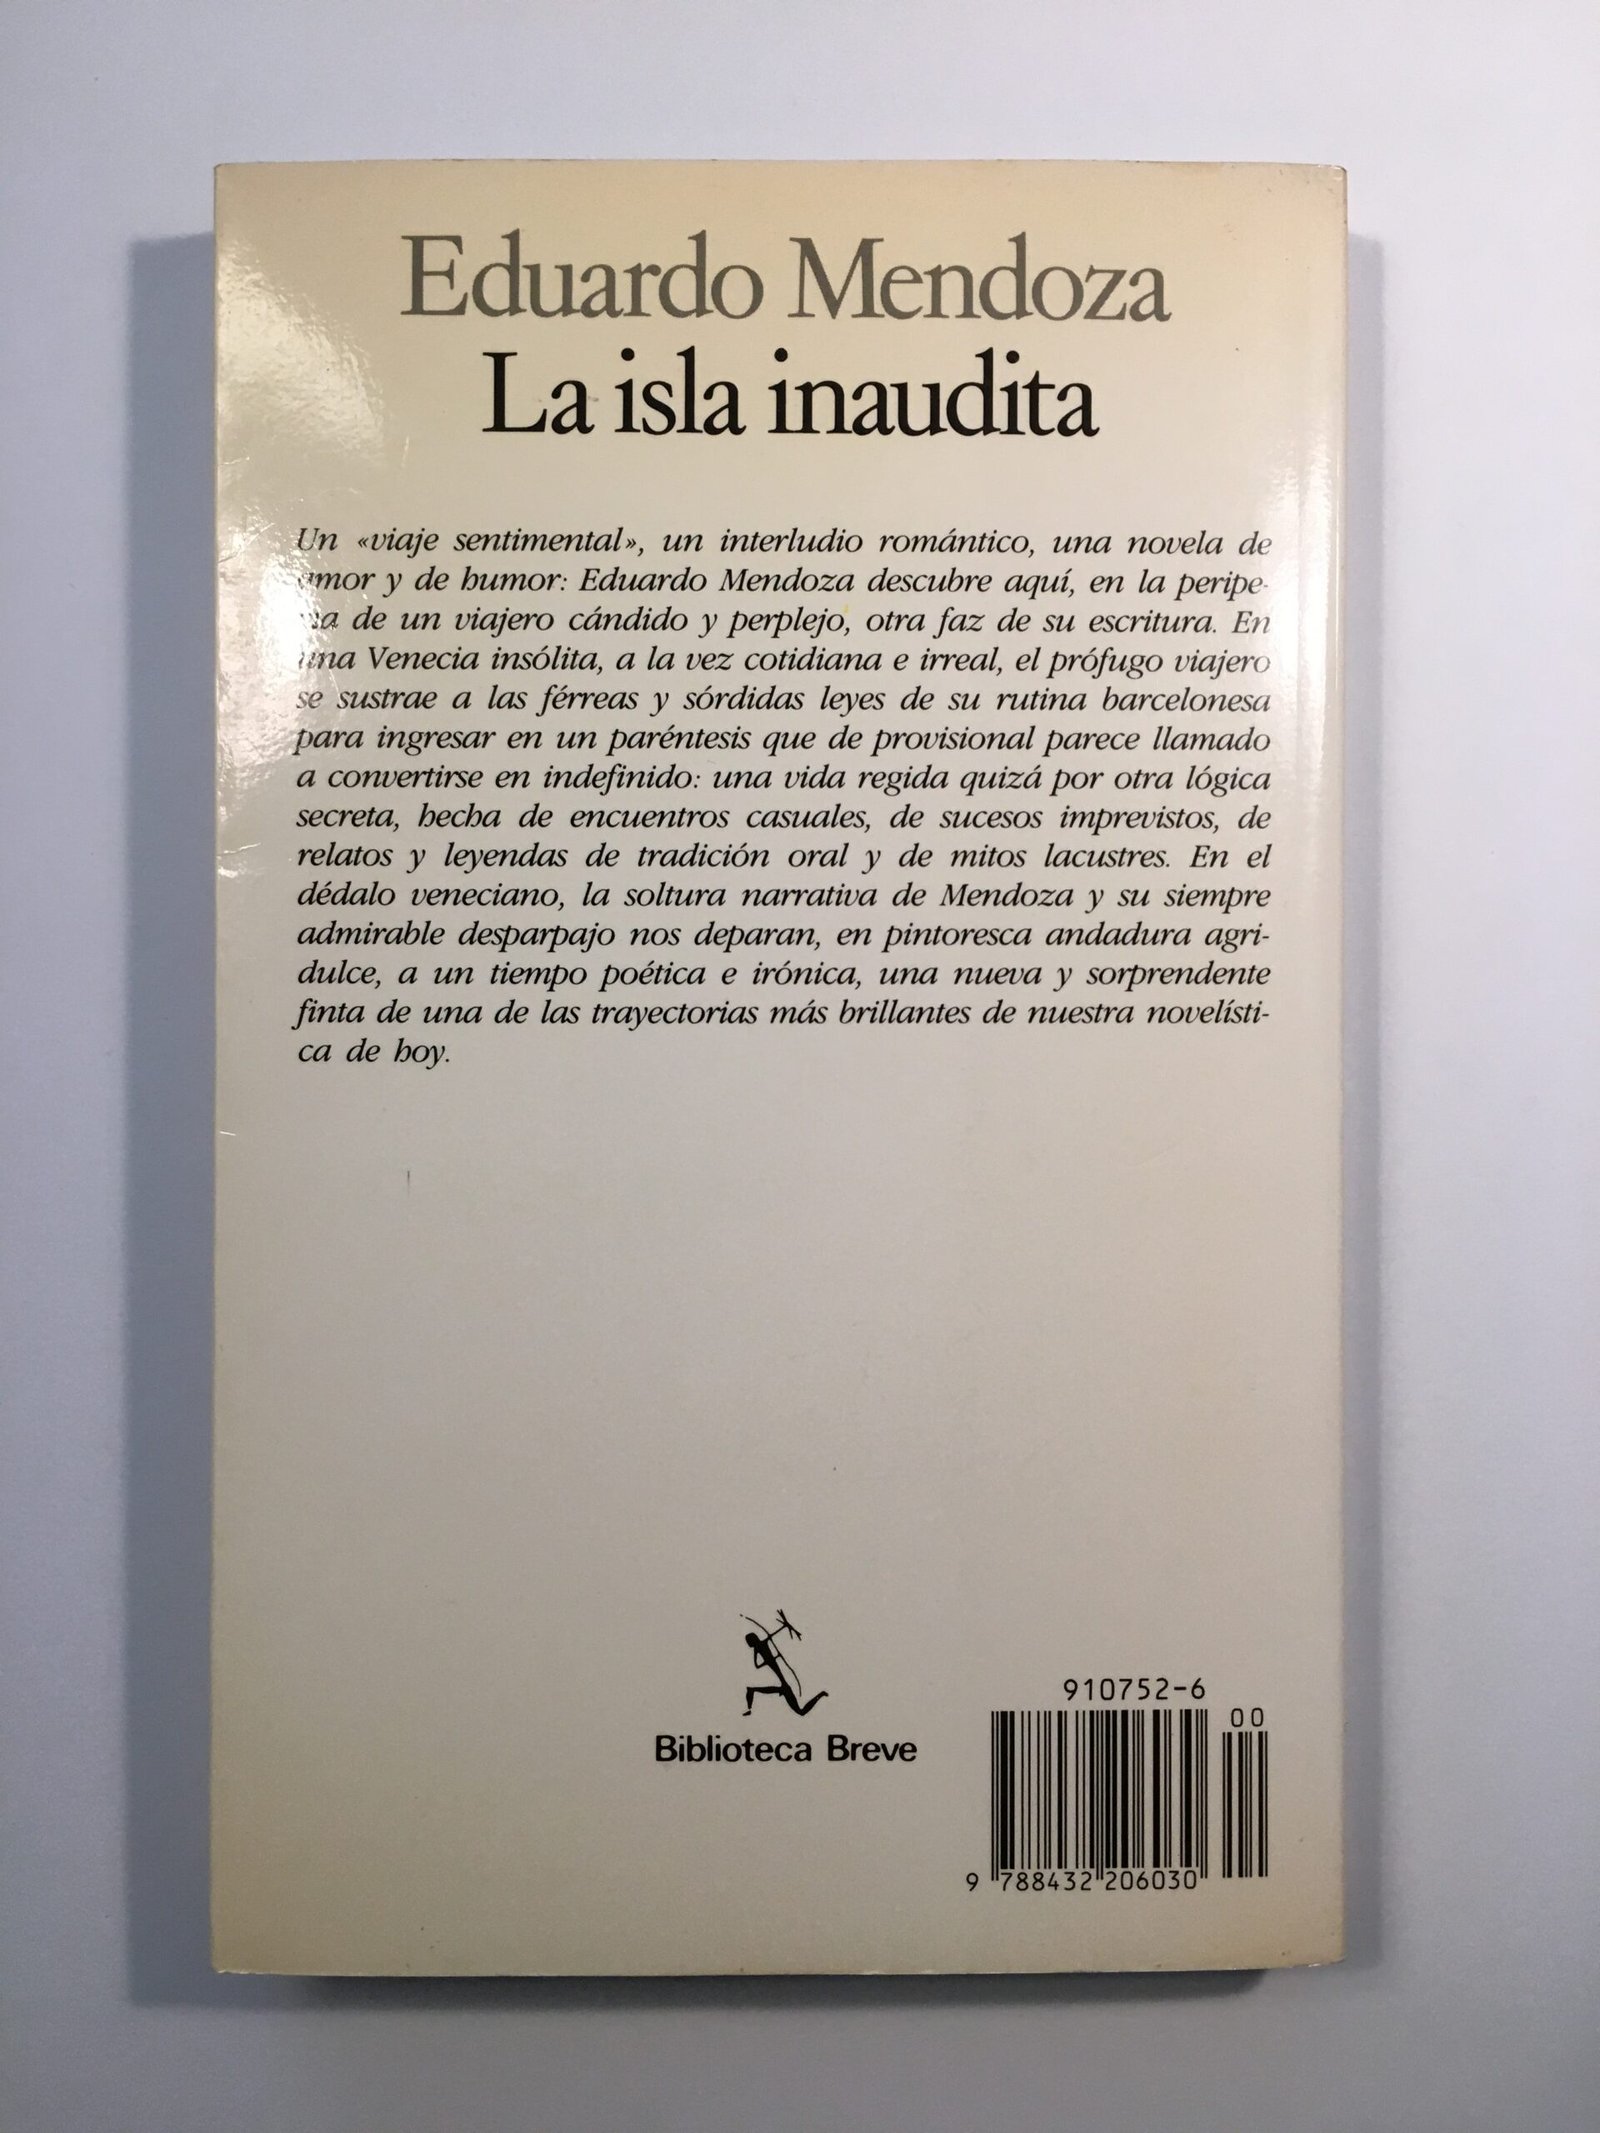 Eduardo Mendoza
La isla inaudita
Un «viaje sentimental», un interludio romántico, una novela de
amor y de humor: Eduardo Mendoza descubre aquí, en la peripe-
cia de un viajero cándido y perplejo, otra faz de su escritura. En
una Venecia insólita, a la vez cotidiana e irreal, el prófugo viajero
se sustrae a las férreas y sórdidas leyes de su rutina barcelonesa
para ingresar en un paréntesis que de provisional parece llamado
a convertirse en indefinido: una vida regida quizá por otra lógica
secreta, hecha de encuentros casuales, de sucesos imprevistos, de
relatos y leyendas de tradición oral y de mitos lacustres. En el
dédalo veneciano, la soltura narrativa de Mendoza y su siempre
admirable desparpajo nos deparan, en pintoresca andadura agri-
dulce, a un tiempo poética e irónica, una nueva y sorprendente
finta de una de las trayectorias más brillantes de nuestra novelísti-
ca de hoy.
Biblioteca Breve
910752-6
00
9 788432 206030